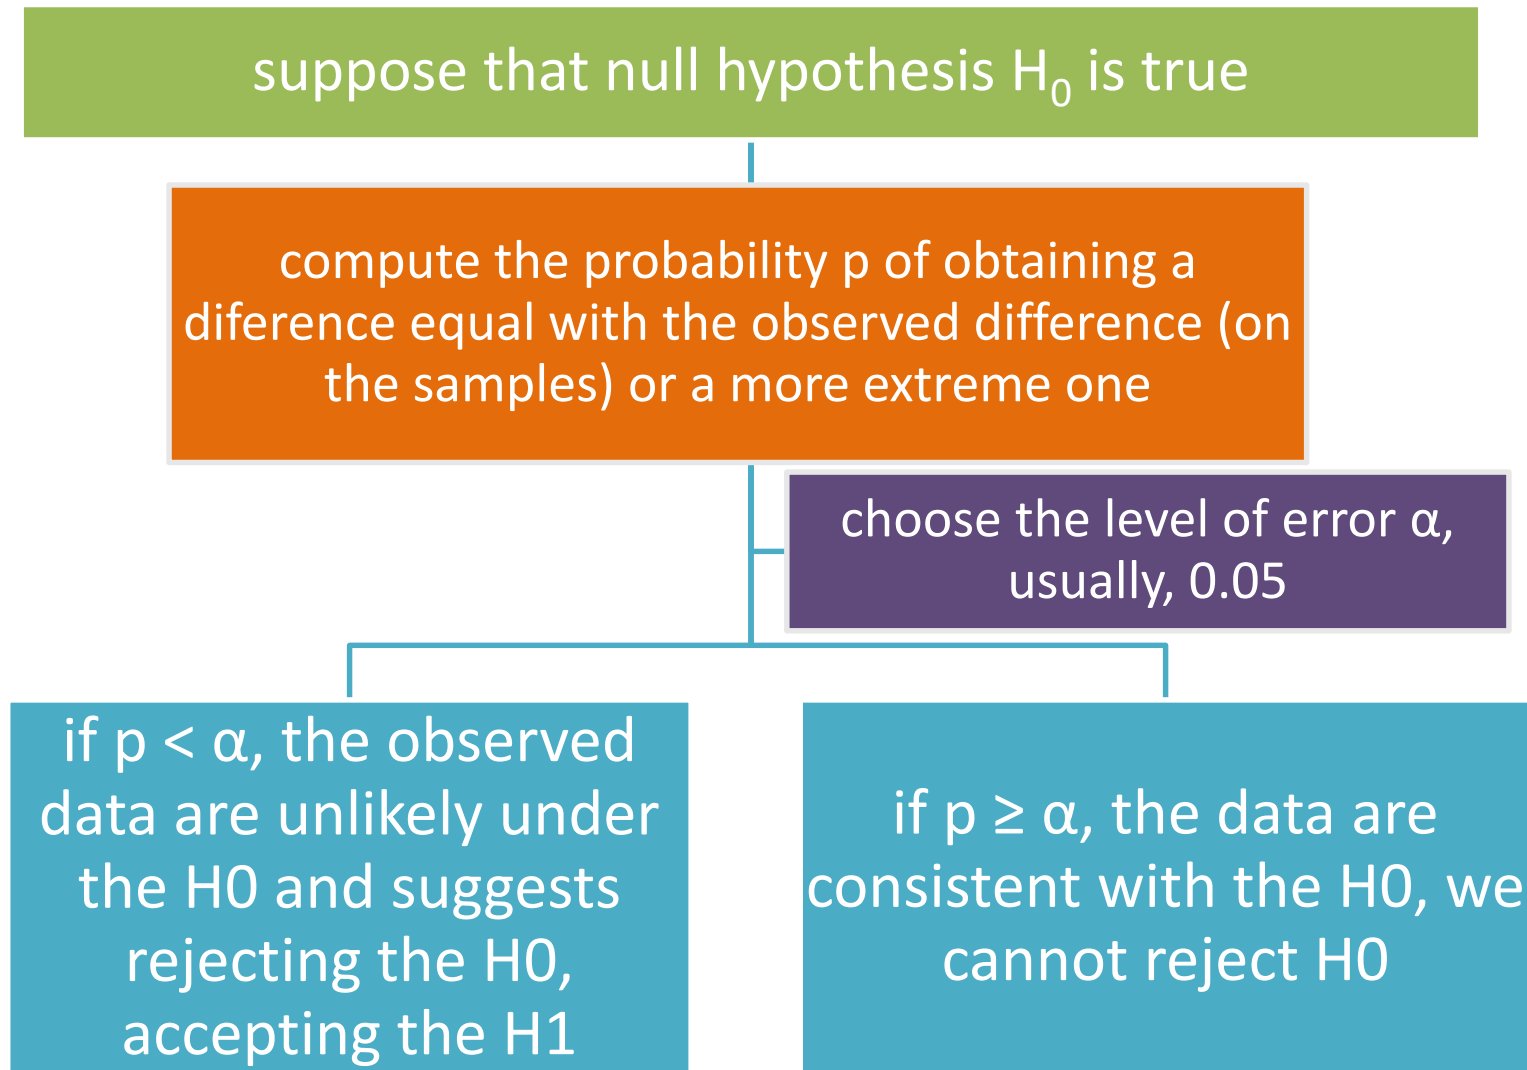 suppose that null hypothesis H₀ is true
compute the probability p of obtaining a
diference equal with the observed difference (on
the samples) or a more extreme one
choose the level of error α,
usually, 0.05
if p < α, the observed
data are unlikely under
the H0 and suggests
rejecting the H0,
accepting the H1
if p ≥ α, the data are
consistent with the H0, we
cannot reject H0